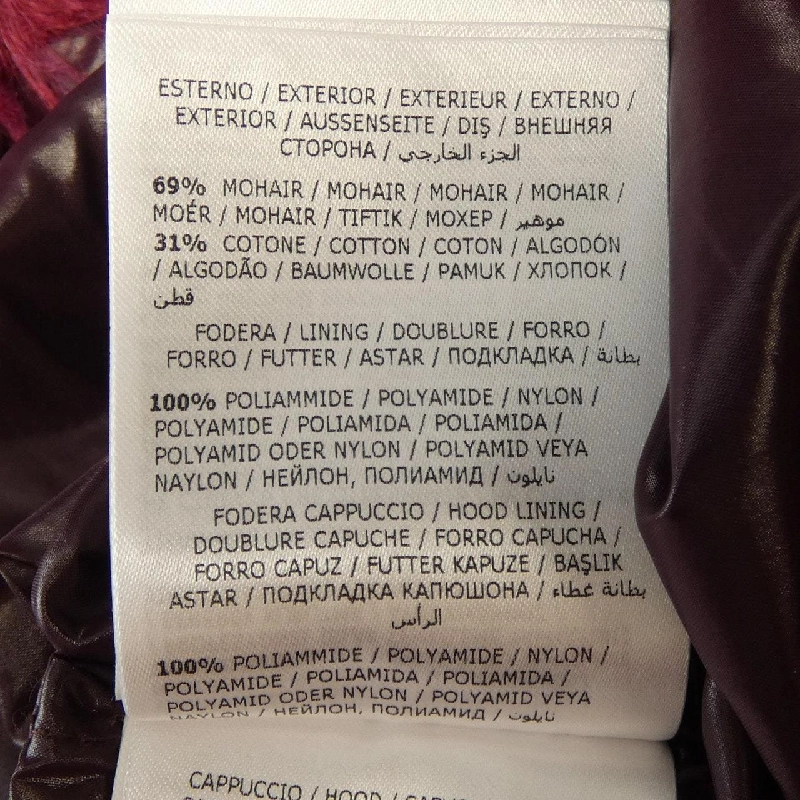 ESTERNO / EXTERIOR / EXTERIEUR / EXTERNO /
EXTERIOR / AUSSENSEITE / DIŞ / ВНЕШНЯЯ
СТОРОНА / الجزء الخارجي
69% MOHAIR / MOHAIR / MOHAIR / MOHAIR /
MOÉR / MOHAIR / TIFTIK / МОХЕР / موهير
31% COTONE / COTTON / COTON / ALGODÓN
/ ALGODÃO / BAUMWOLLE / PAMUK / ХЛОПОК /
قطن
FODERA / LINING / DOUBLURE / FORRO /
FORRO / FUTTER / ASTAR / ПОДКЛАДКА / بطانة
100% POLIAMMIDE / POLYAMIDE / NYLON /
POLYAMIDE / POLIAMIDA / POLIAMIDA /
POLYAMID ODER NYLON / POLYAMID VEYA
NAYLON / НЕЙЛОН, ПОЛИАМИД / نايلون
FODERA CAPPUCCIO / HOOD LINING /
DOUBLURE CAPUCHE / FORRO CAPUCHA /
FORRO CAPUZ / FUTTER KAPUZE / BAŞLIK
ASTAR / ПОДКЛАДКА КАПЮШОНА / بطانة غطاء
الرأس
100% POLIAMMIDE / POLYAMIDE / NYLON /
POLYAMIDE / POLIAMIDA / POLIAMIDA /
POLYAMID ODER NYLON / POLYAMID VEYA
NAYLON / НЕЙЛОН, ПОЛИАМИД / نايلون
CAPPUCCIO / HOOD /